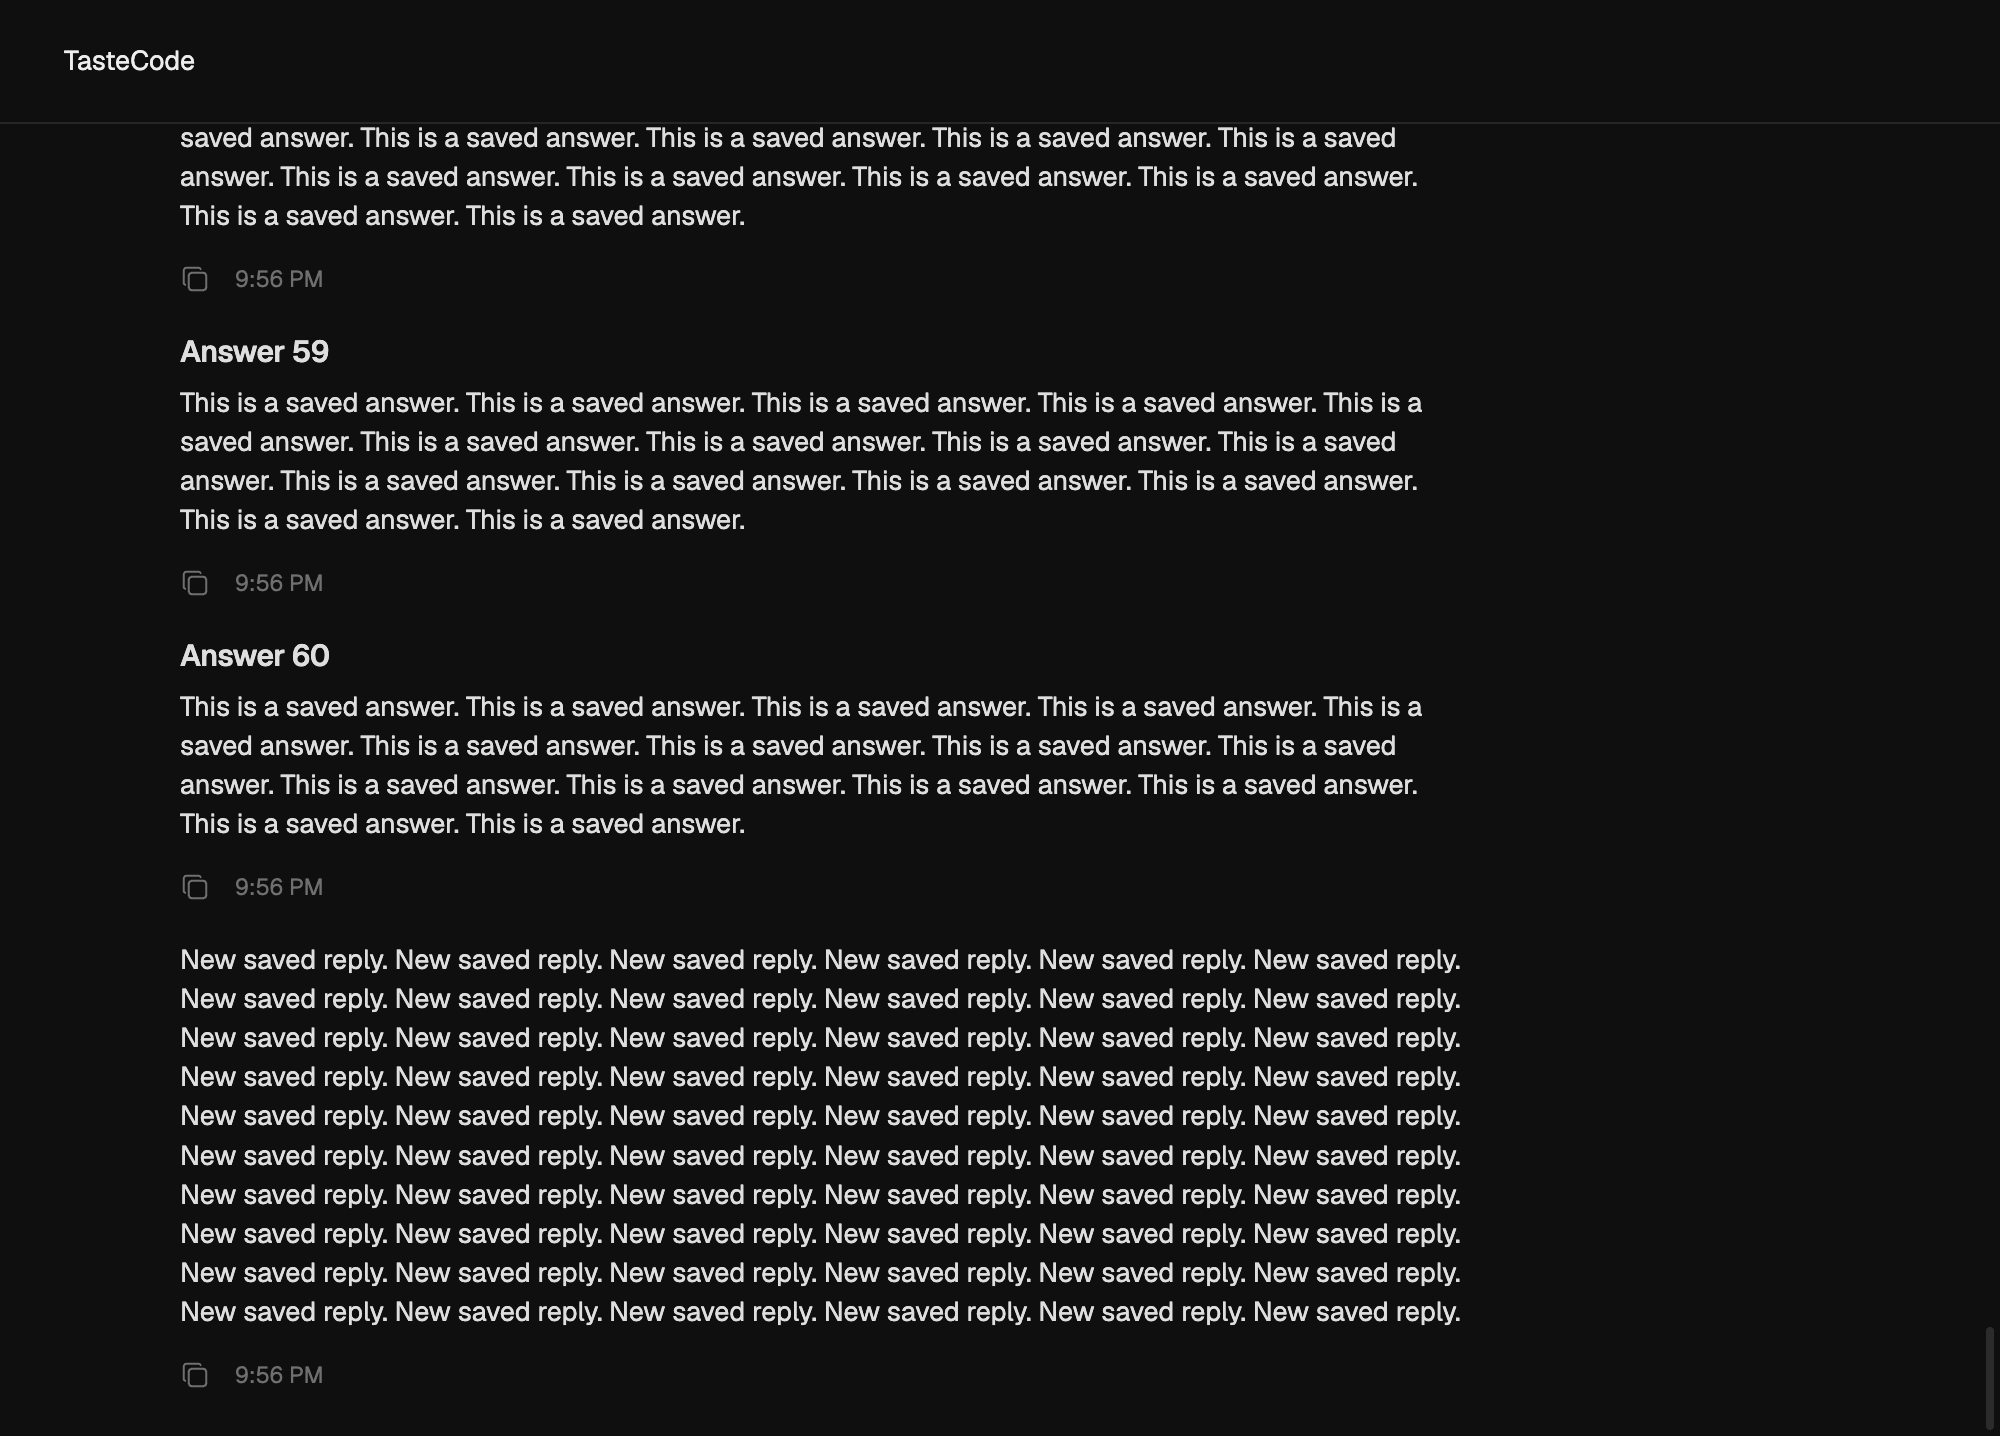 TasteCode
saved answer. This is a saved answer. This is a saved answer. This is a saved answer. This is a saved
answer. This is a saved answer. This is a saved answer. This is a saved answer. This is a saved answer.
This is a saved answer. This is a saved answer.
9:56 PM
Answer 59
This is a saved answer. This is a saved answer. This is a saved answer. This is a saved answer. This is a
saved answer. This is a saved answer. This is a saved answer. This is a saved answer. This is a saved
answer. This is a saved answer. This is a saved answer. This is a saved answer. This is a saved answer.
This is a saved answer. This is a saved answer.
9:56 PM
Answer 60
This is a saved answer. This is a saved answer. This is a saved answer. This is a saved answer. This is a
saved answer. This is a saved answer. This is a saved answer. This is a saved answer. This is a saved
answer. This is a saved answer. This is a saved answer. This is a saved answer. This is a saved answer.
This is a saved answer. This is a saved answer.
9:56 PM
New saved reply. New saved reply. New saved reply. New saved reply. New saved reply. New saved reply.
New saved reply. New saved reply. New saved reply. New saved reply. New saved reply. New saved reply.
New saved reply. New saved reply. New saved reply. New saved reply. New saved reply. New saved reply.
New saved reply. New saved reply. New saved reply. New saved reply. New saved reply. New saved reply.
New saved reply. New saved reply. New saved reply. New saved reply. New saved reply. New saved reply.
New saved reply. New saved reply. New saved reply. New saved reply. New saved reply. New saved reply.
New saved reply. New saved reply. New saved reply. New saved reply. New saved reply. New saved reply.
New saved reply. New saved reply. New saved reply. New saved reply. New saved reply. New saved reply.
New saved reply. New saved reply. New saved reply. New saved reply. New saved reply. New saved reply.
New saved reply. New saved reply. New saved reply. New saved reply. New saved reply. New saved reply.
9:56 PM